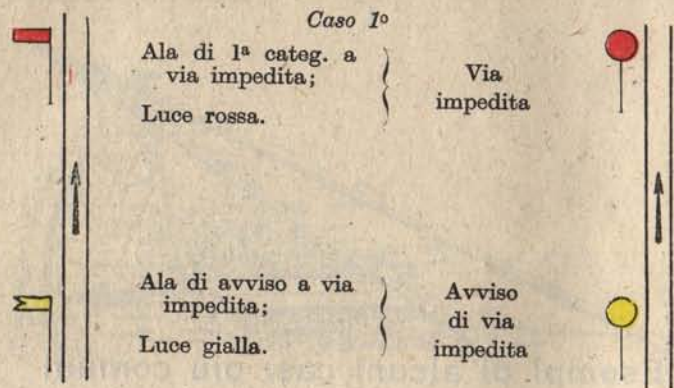 Caso 1º
Ala di 1ª categ. a
via impedita;
Luce rossa.
Via
impedita
Ala di avviso a via
impedita;
Luce gialla.
Avviso
di via
impedita